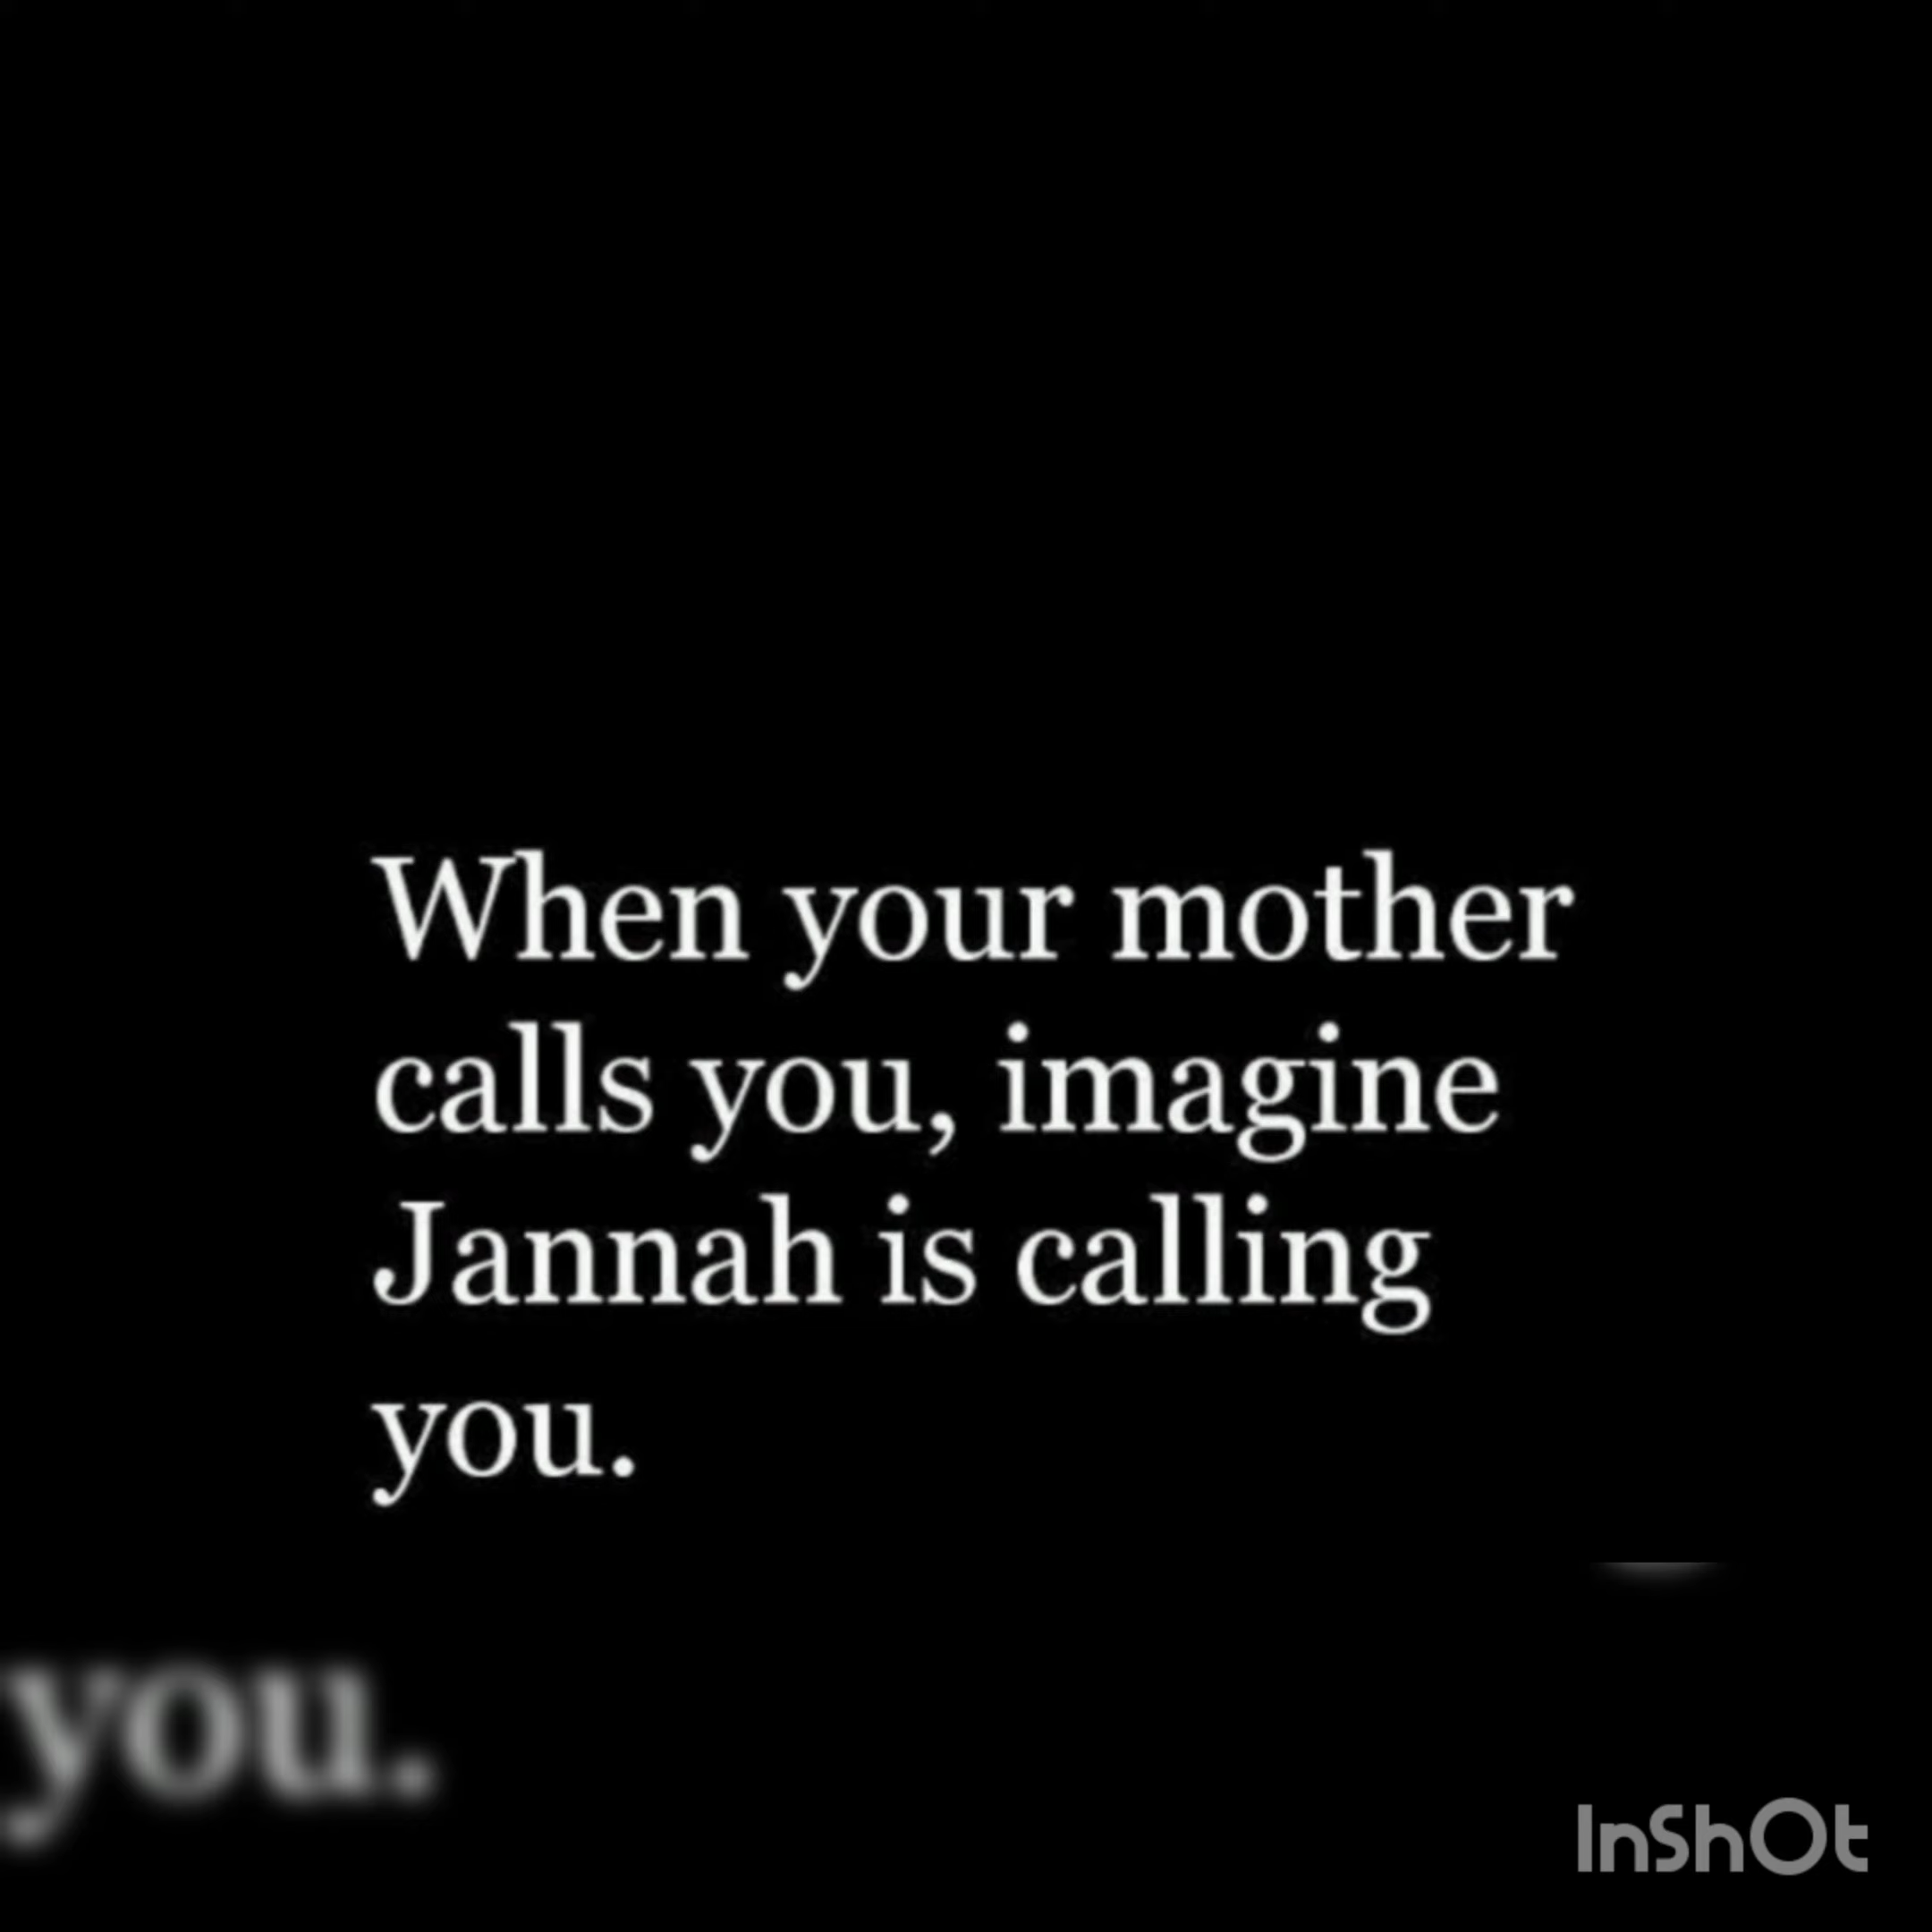 When your mother
calls you, imagine
Jannah is calling
you.
you.
InShOt